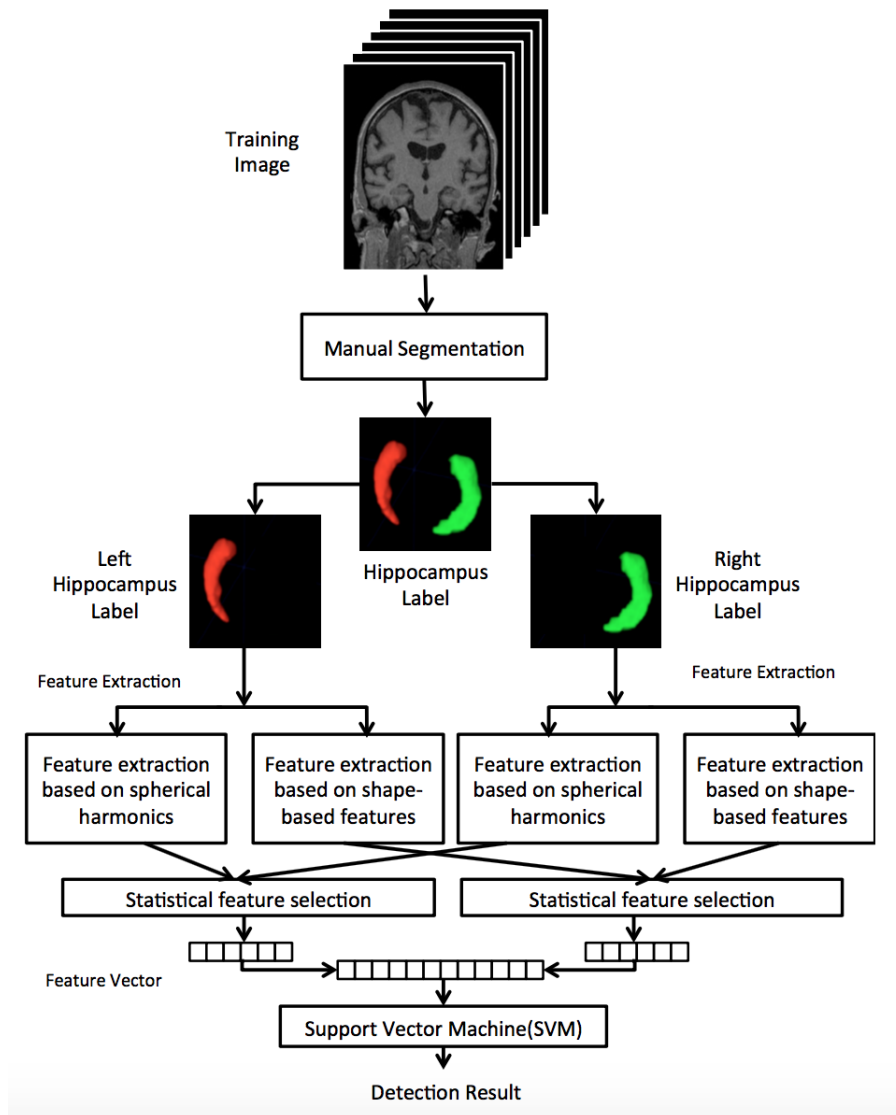 Training
Image
Manual Segmentation
Left
Hippocampus
Label
Hippocampus
Label
Right
Hippocampus
Label
Feature Extraction
Feature Extraction
Feature extraction
based on spherical
harmonics
Feature extraction
based on shape-
based features
Feature extraction
based on spherical
harmonics
Feature extraction
based on shape-
based features
Statistical feature selection
Statistical feature selection
Feature Vector
Support Vector Machine(SVM)
Detection Result